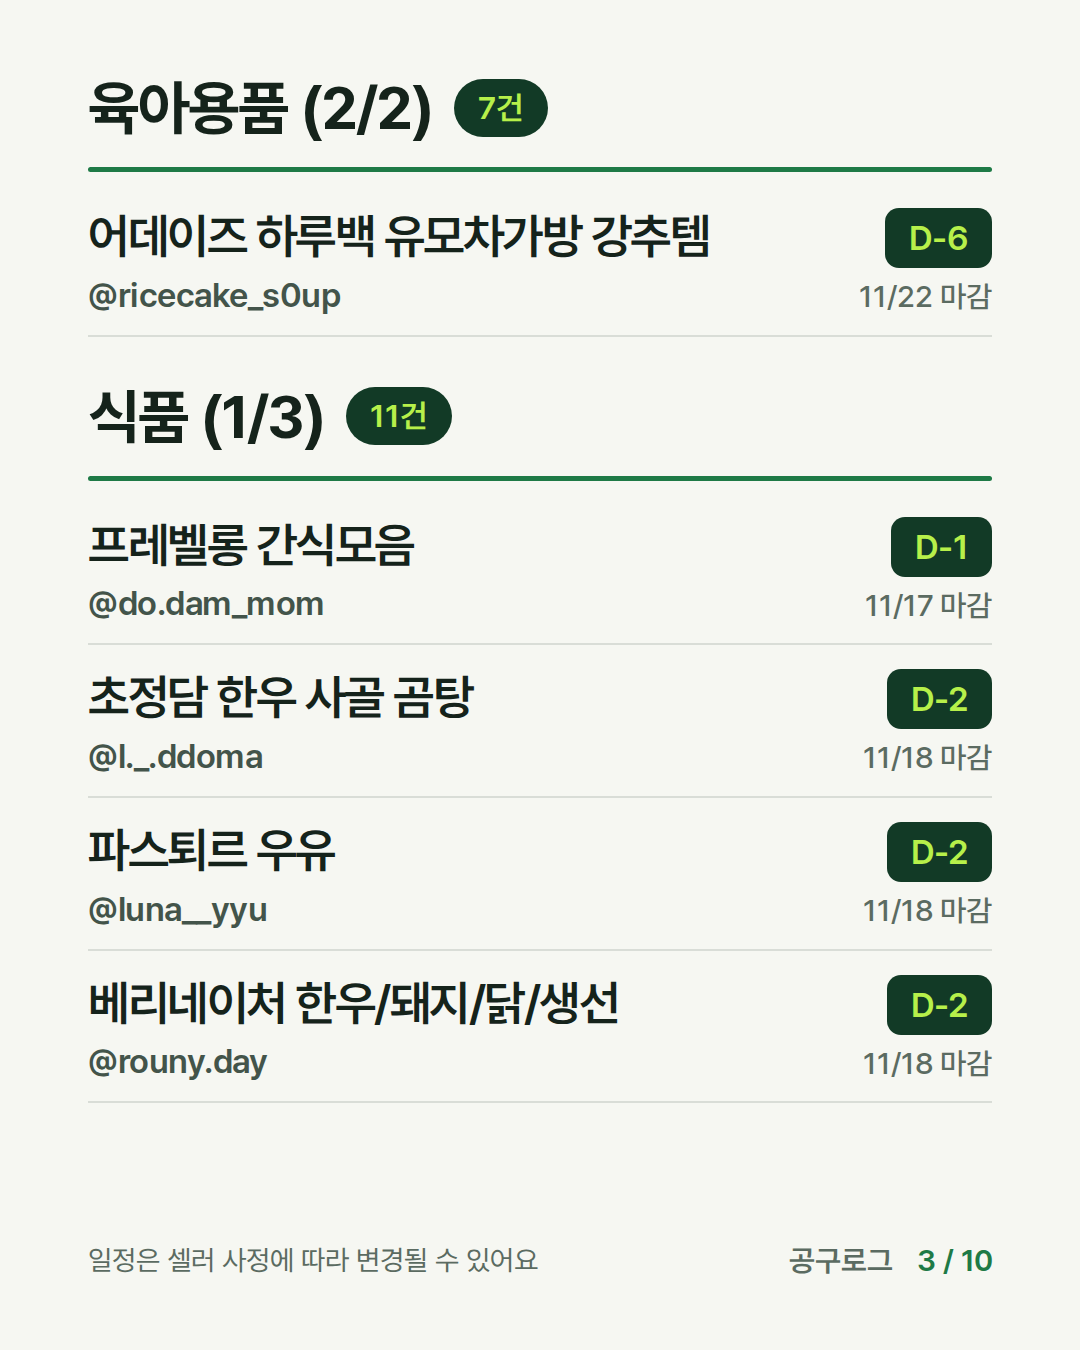 육아용품 (2/2) 7건
어데이즈 하루백 유모차가방 강추템 D-6
@ricecake_s0up 11/22 마감
식품 (1/3) 11건
프레벨롱 간식모음 D-1
@do.dam_mom 11/17 마감
초정담 한우 사골 곰탕 D-2
@l._.ddoma 11/18 마감
파스퇴르 우유 D-2
@luna__yyu 11/18 마감
베리네이처 한우/돼지/닭/생선 D-2
@rouny.day 11/18 마감
일정은 셀러 사정에 따라 변경될 수 있어요 공구로그 3 / 10